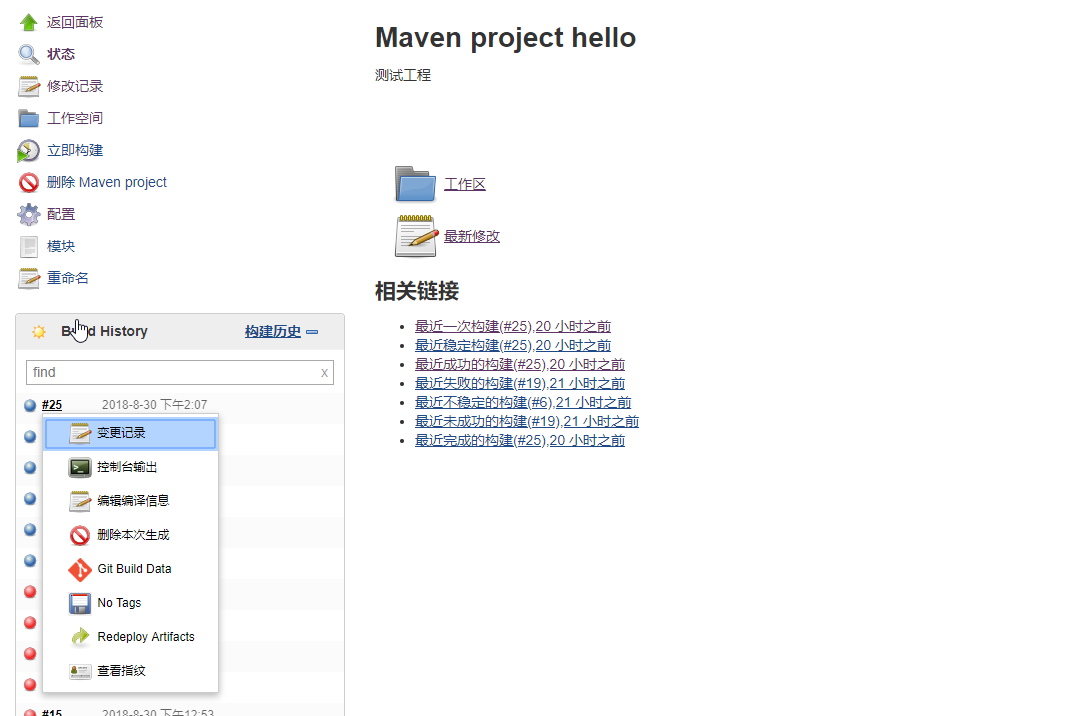 返回面板
状态
修改记录
工作空间
立即构建
删除 Maven project
配置
模块
重命名
Build History
构建历史
find
x
#25 2018-8-30 下午2:07
变更记录
控制台输出
编辑编译信息
删除本次生成
Git Build Data
No Tags
Redeploy Artifacts
查看指纹
#15 2018-8-30 下午12:53
Maven project hello
测试工程
工作区
最新修改
相关链接
最近一次构建(#25),20 小时之前
最近稳定构建(#25),20 小时之前
最近成功的构建(#25),20 小时之前
最近失败的构建(#19),21 小时之前
最近不稳定的构建(#6),21 小时之前
最近未成功的构建(#19),21 小时之前
最近完成的构建(#25),20 小时之前